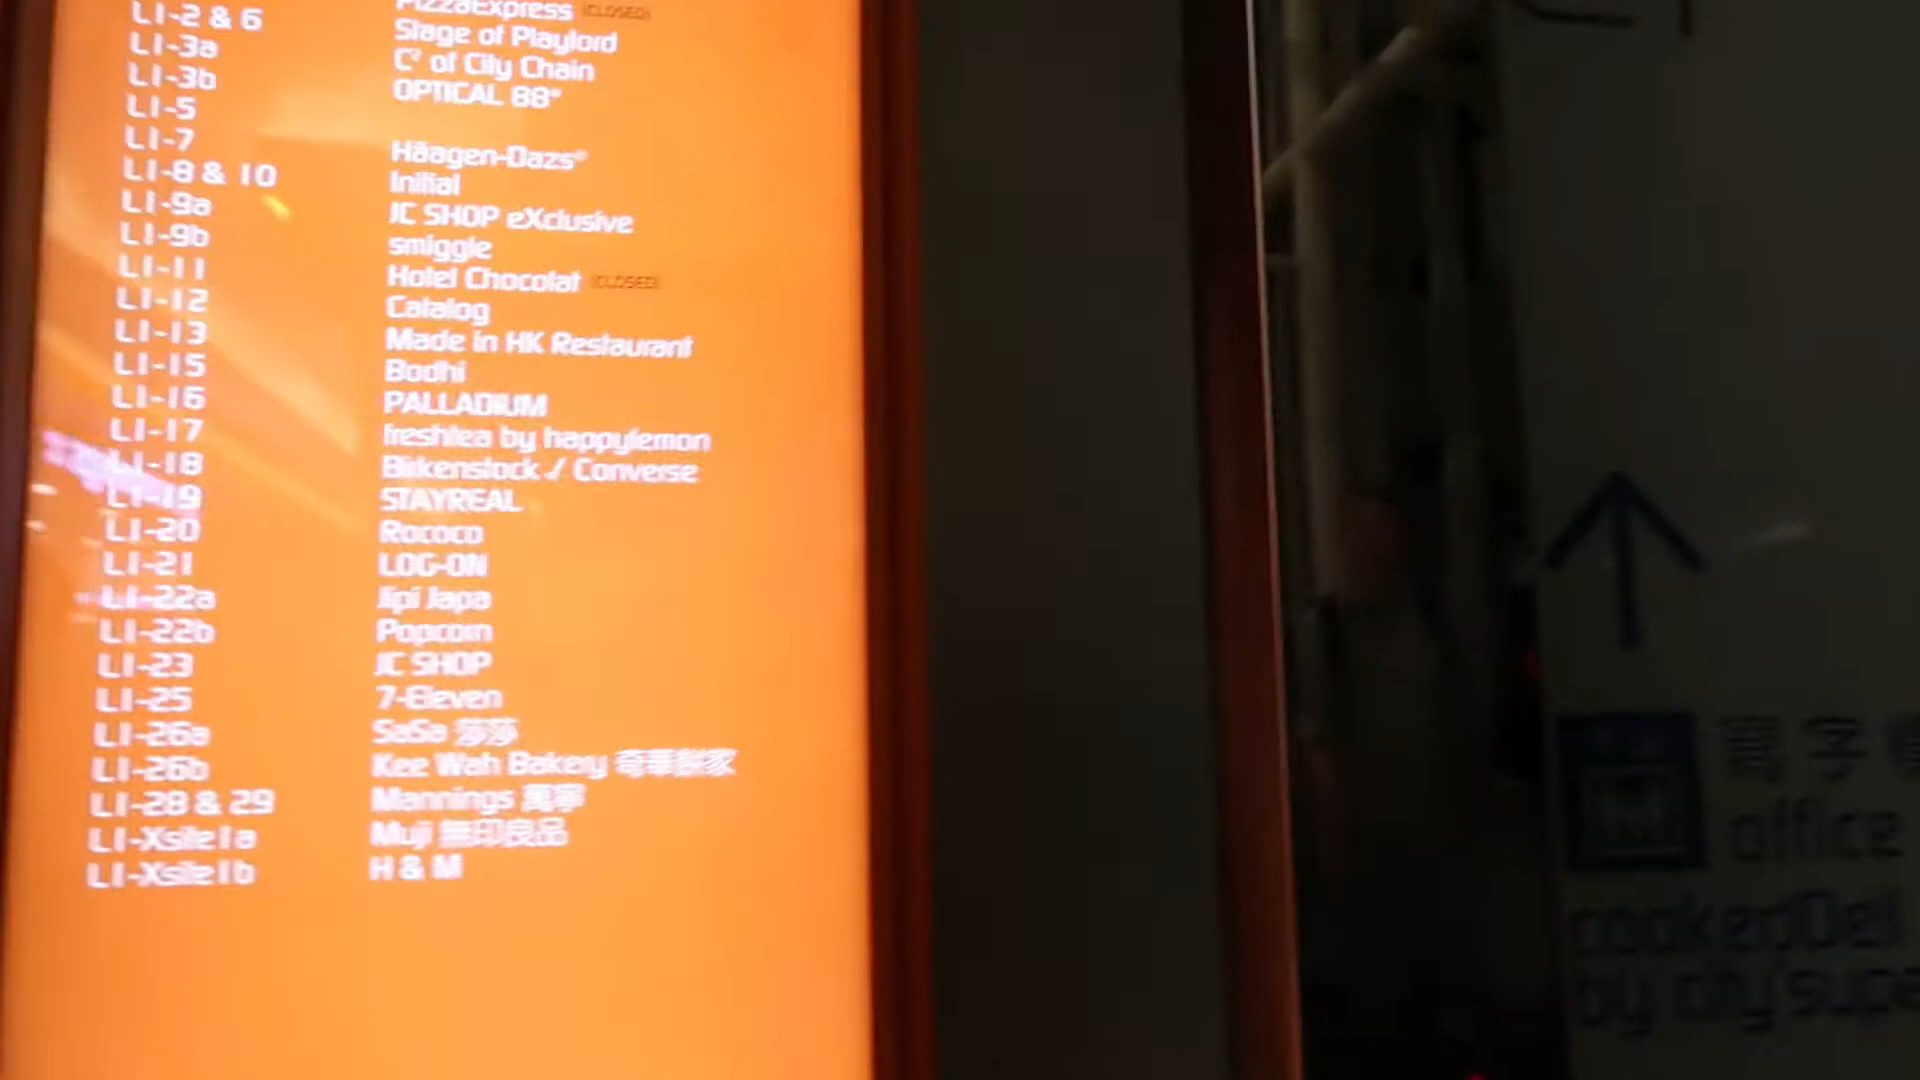 L1-2 & 6 PizzaExpress (CLOSED)
L1-3a Stage of Playlord
L1-3b C² of City Chain
L1-5 OPTICAL 88®
L1-7
L1-8 & 10 Häagen-Dazs®
L1-9a Initial
L1-9b JC SHOP eXclusive
L1-11 smiggle
L1-12 Hotel Chocolat (CLOSED)
L1-13 Catalog
L1-15 Made in HK Restaurant
L1-16 Bodhi
L1-17 PALLADIUM
L1-18 freshtea by happylemon
L1-19 Birkenstock / Converse
L1-20 STAYREAL
L1-21 Rococo
L1-22a LOG-ON
L1-22b Jipi Japa
L1-23 Popcorn
L1-25 JC SHOP
L1-26a 7-Eleven
L1-26b SaSa 莎莎
L1-28 & 29 Kee Wah Bakery 奇華餅家
L1-Xsite1a Mannings 萬寧
L1-Xsite1b Muji 無印良品
H & M
office
cookedDeli
by city'supe